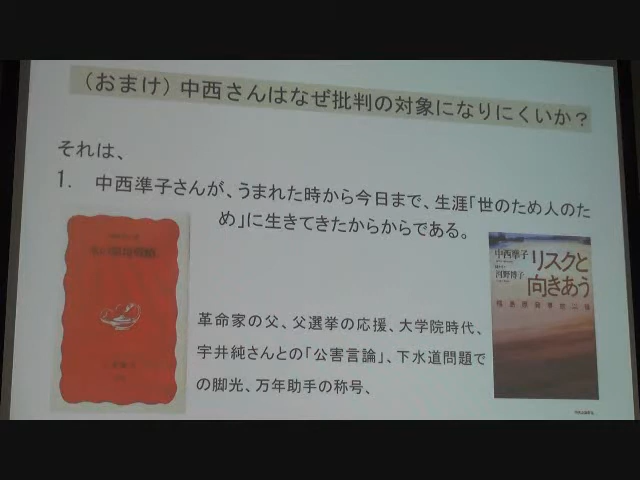 （おまけ）中西さんはなぜ批判の対象になりにくいか？
それは、
1. 中西準子さんが、うまれた時から今日まで、生涯「世のため人のた
め」に生きてきたからからである。
中西準子
河野博子
リスクと
向きあう
革命家の父、父選挙の応援、大学院時代、
宇井純さんとの「公害言論」、下水道問題で
の脚光、万年助手の称号、